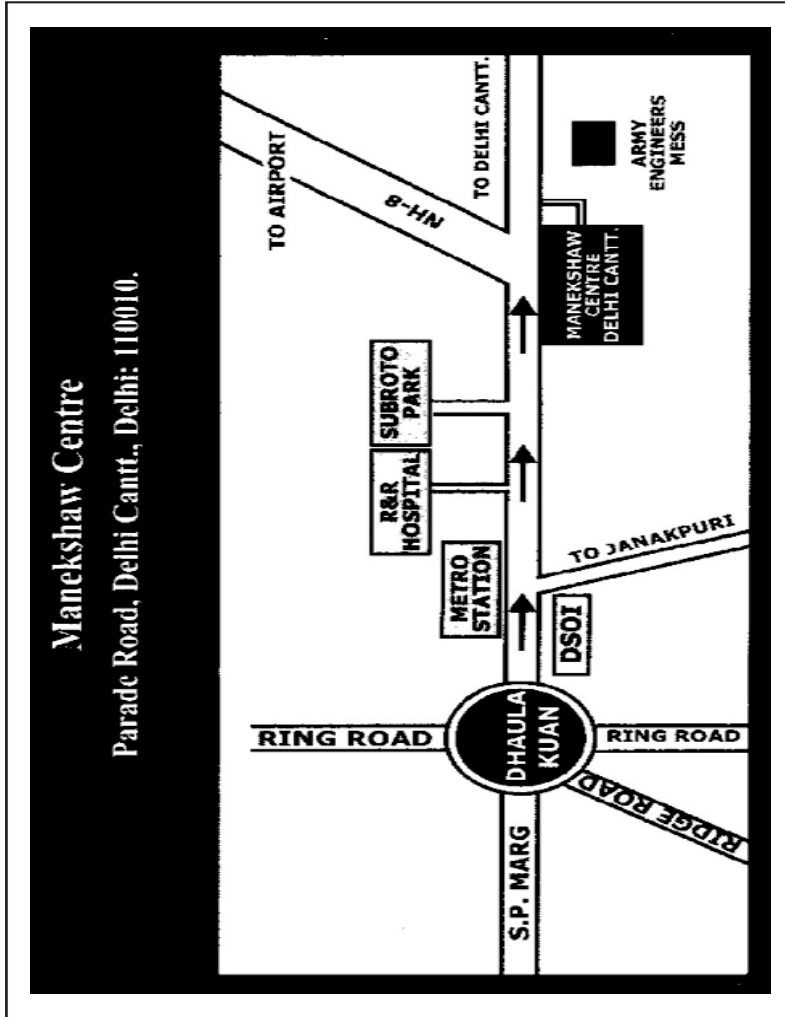 Manekshaw Centre
Parade Road, Delhi Cantt., Delhi: 110010.
TO AIRPORT
NH-8
TO DELHI CANTT.
ARMY
ENGINEERS
MESS
MANEKSHAW
CENTRE
DELHI CANTT.
SUBROTO
PARK
R&R
HOSPITAL
METRO
STATION
TO JANAKPURI
DSOI
RING ROAD
DHAULA
KUAN
RING ROAD
RIDGE ROAD
S.P. MARG